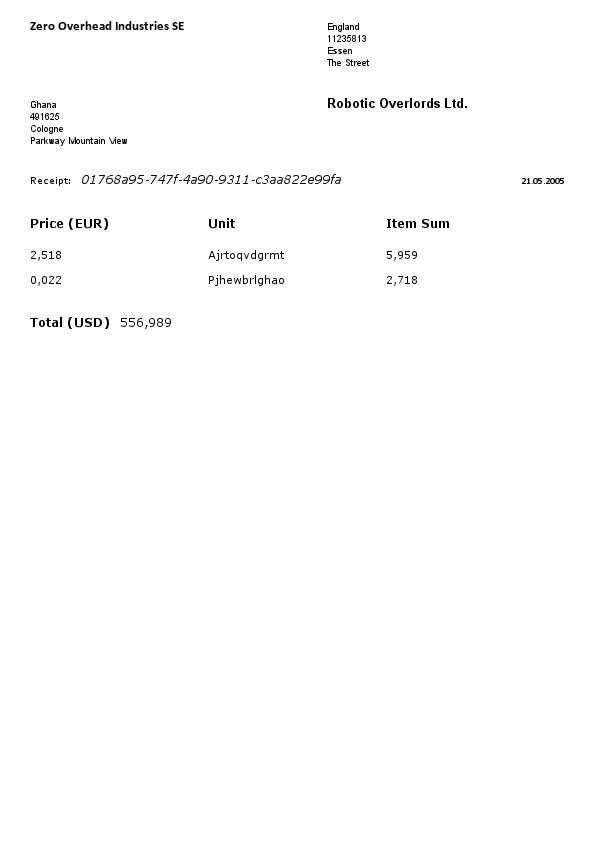 Zero Overhead Industries SE
England
11235813
Essen
The Street
Robotic Overlords Ltd.
Ghana
491625
Cologne
Parkway Mountain View
Receipt: 01768a95-747f-4a90-9311-c3aa822e99fa 21.05.2005
Price (EUR) Unit Item Sum
2,518 Ajrtoqvdgrmt 5,959
0,022 Pjhewbrlghao 2,718
Total (USD) 556,989